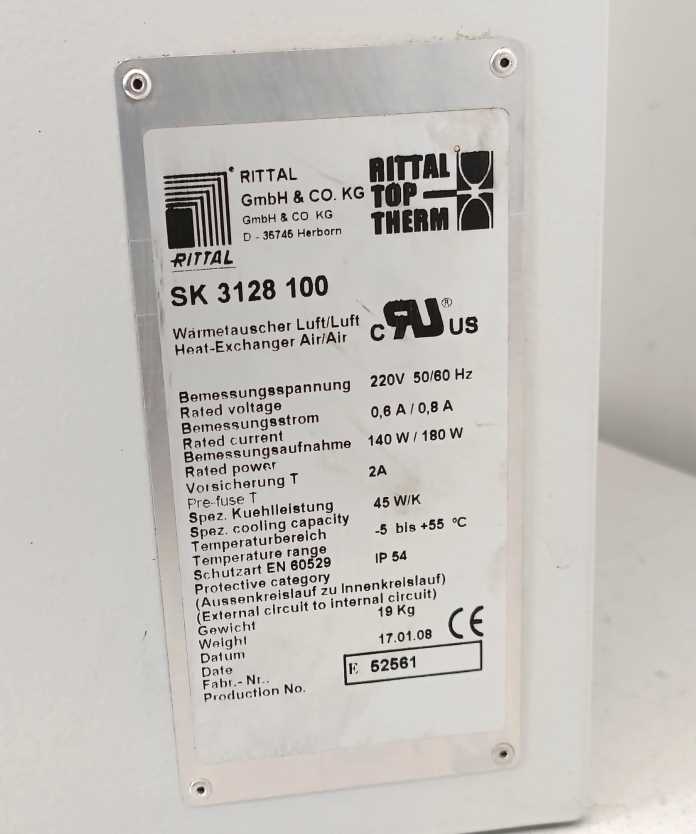 RITTAL
GmbH & CO. KG
GmbH & CO. KG
D - 35745 Herborn
RITTAL
RITTAL
TOP
THERM
SK 3128 100
Wärmetauscher Luft/Luft
Heat-Exchanger Air/Air
C RU ® US
Bemessungsspannung 220V 50/60 Hz
Rated voltage
Bemessungsstrom 0,6 A / 0,8 A
Rated current
Bemessungsaufnahme 140 W / 180 W
Rated power
Vorsicherung T 2A
Pre-fuse T
Spez. Kuehlleistung 45 W/K
Spez. cooling capacity
Temperaturbereich -5 bis +55 °C
Temperature range
Schutzart EN 60529 IP 54
Protective category
(Aussenkreislauf zu Innenkreislauf)
(External circuit to internal circuit)
Gewicht 19 Kg
Weight
Datum 17.01.08 CE
Date
Fabr.- Nr.. E 52561
Production No.